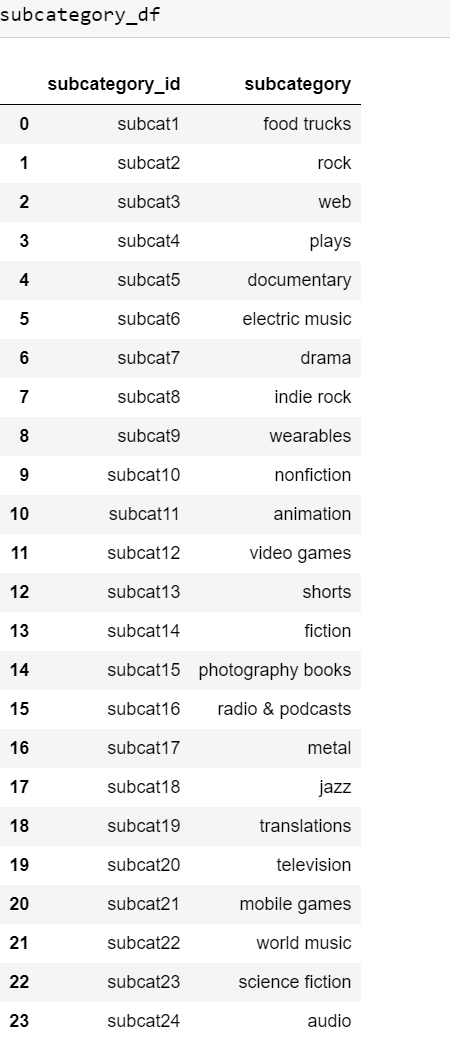 subcategory_df
subcategory_id subcategory
0 subcat1 food trucks
1 subcat2 rock
2 subcat3 web
3 subcat4 plays
4 subcat5 documentary
5 subcat6 electric music
6 subcat7 drama
7 subcat8 indie rock
8 subcat9 wearables
9 subcat10 nonfiction
10 subcat11 animation
11 subcat12 video games
12 subcat13 shorts
13 subcat14 fiction
14 subcat15 photography books
15 subcat16 radio & podcasts
16 subcat17 metal
17 subcat18 jazz
18 subcat19 translations
19 subcat20 television
20 subcat21 mobile games
21 subcat22 world music
22 subcat23 science fiction
23 subcat24 audio